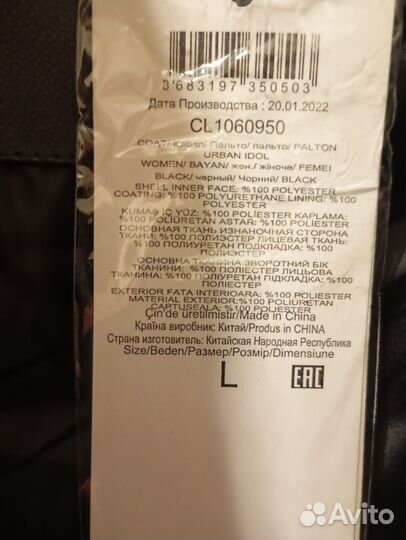 3 683197 350503
Дата Производства : 20.01.2022
CL1060950
COAT/Kaban/ Пальто/ пальто/ PALTON
URBAN IDOL
WOMEN/ BAYAN/ жен./ жіноче/ FEMEI
BLACK/ черный/ Чорний/ BLACK
SHELL INNER FACE: %100 POLYESTER
COATING: %100 POLYURETHANE LINING: %100
POLYESTER
KUMAŞ İÇ YÜZ: %100 POLİESTER KAPLAMA:
%100 POLİÜRETAN ASTAR: %100 POLİESTER
ОСНОВНАЯ ТКАНЬ ИЗНАНОЧНАЯ СТОРОНА
ТКАНИ: %100 ПОЛИЭСТЕР ЛИЦЕВАЯ ТКАНЬ:
%100 ПОЛИУРЕТАН ПОДКЛАДКА: %100
ПОЛИЭСТЕР
ОСНОВНА ТКАНИНА ЗВОРОТНИЙ БІК
ТКАНИНИ: %100 ПОЛІЕСТЕР ЛИЦЬОВА
ТКАНИНА: %100 ПОЛІУРЕТАН ПІДКЛАДКА: %100
ПОЛІЕСТЕР
EXTERIOR FATA INTERIOARA: %100 POLIESTER
MATERIAL EXTERIOR: %100 POLIURETAN
CAPTUSEALA: %100 POLIESTER
Çin'de üretilmistir/Made in China
Країна виробник: Китай/Produs in CHINA
Страна изготовитель: Китайская Народная Республика
Size/Beden/Размер/Розмір/Dimensiune
L EAC
Avito